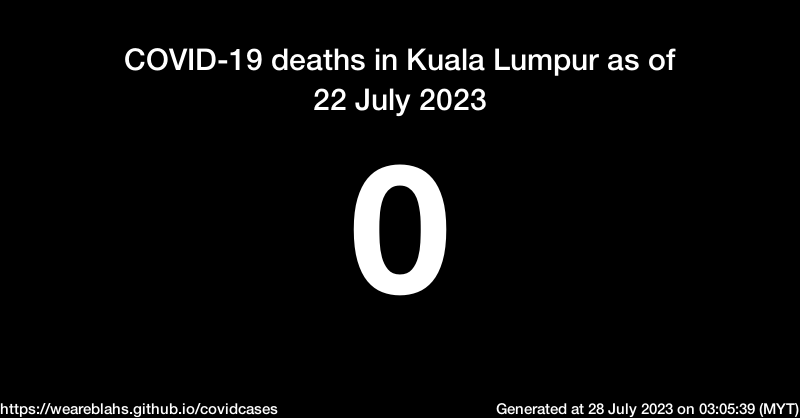 COVID-19 deaths in Kuala Lumpur as of
22 July 2023
0
https://weareblahs.github.io/covidcases
Generated at 28 July 2023 on 03:05:39 (MYT)